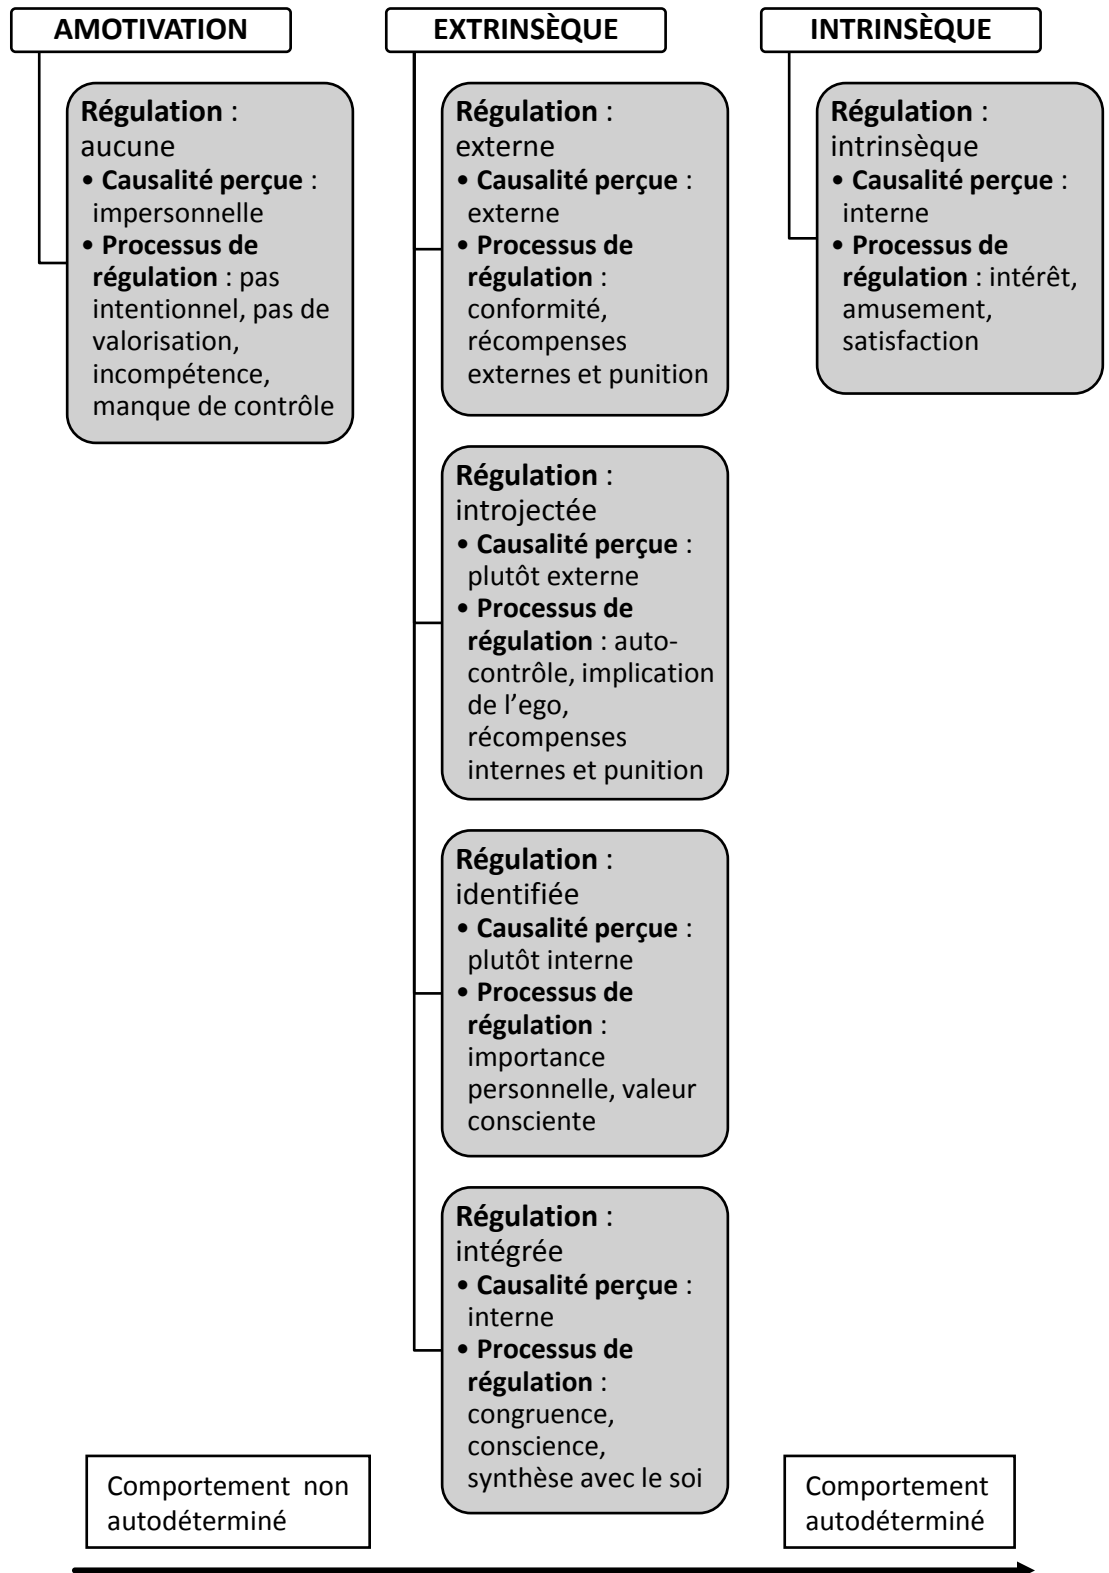 AMOTIVATION
Régulation :
aucune
• Causalité perçue :
impersonnelle
• Processus de
régulation : pas
intentionnel, pas de
valorisation,
incompétence,
manque de contrôle
EXTRINSÈQUE
Régulation :
externe
• Causalité perçue :
externe
• Processus de
régulation :
conformité,
récompenses
externes et punition
Régulation :
introjectée
• Causalité perçue :
plutôt externe
• Processus de
régulation : auto-
contrôle, implication
de l’ego,
récompenses
internes et punition
Régulation :
identifiée
• Causalité perçue :
plutôt interne
• Processus de
régulation :
importance
personnelle, valeur
consciente
Régulation :
intégrée
• Causalité perçue :
interne
• Processus de
régulation :
congruence,
conscience,
synthèse avec le soi
INTRINSÈQUE
Régulation :
intrinsèque
• Causalité perçue :
interne
• Processus de
régulation : intérêt,
amusement,
satisfaction
Comportement non
autodéterminé
Comportement
autodéterminé